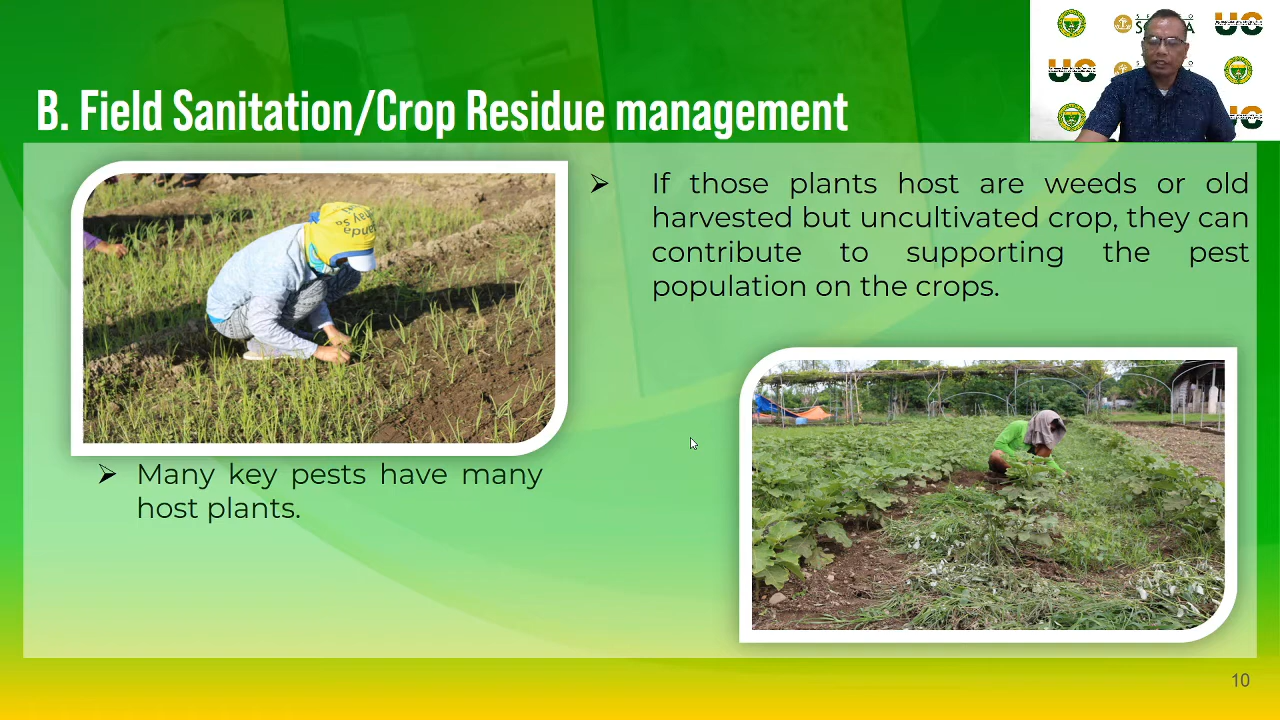 B. Field Sanitation/Crop Residue management
If those plants host are weeds or old
harvested but uncultivated crop, they can
contribute to supporting the pest
population on the crops.
Many key pests have many
host plants.
10